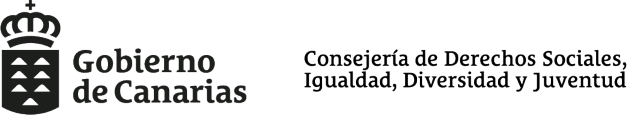 Gobierno
de Canarias
Consejería de Derechos Sociales,
Igualdad, Diversidad y Juventud